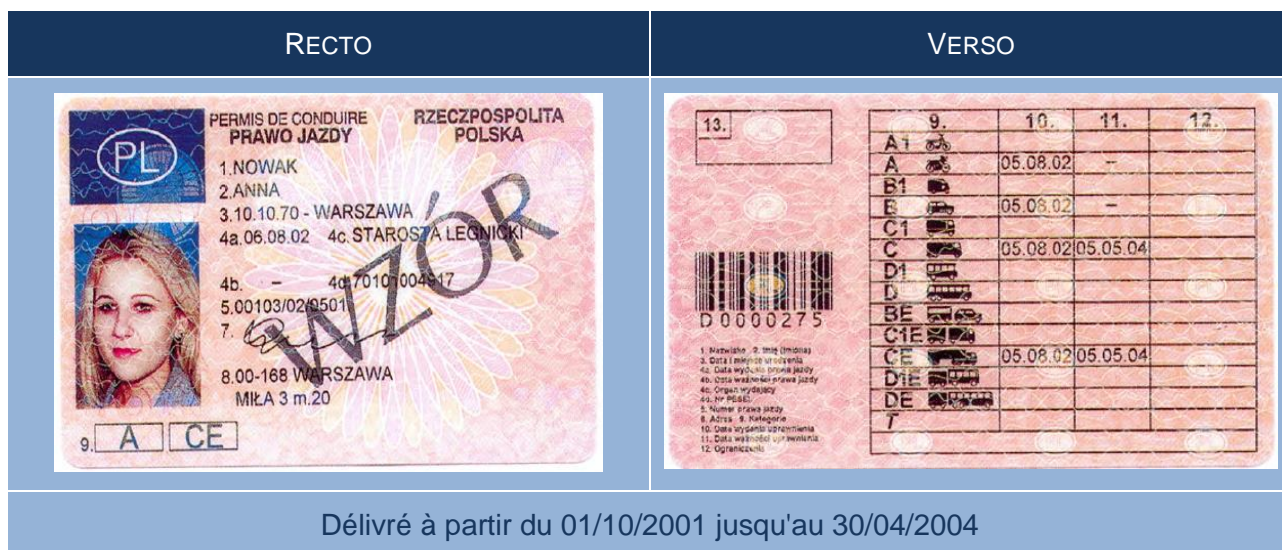 RECTO
VERSO
PL
PERMIS DE CONDUIRE
PRAWO JAZDY
RZECZPOSPOLITA
POLSKA
1.NOWAK
2.ANNA
3.10.10.70 - WARSZAWA
4a.06.08.02 4c.STAROSTA LEGNICKI
4b. – 4d.70101004917
5.00103/02/0501
7.
8.00-168 WARSZAWA
MIŁA 3 m.20
9. A CE
WZÓR
13.
9. 10. 11. 12.
A1
A 05.08.02 –
B1
B 05.08.02 –
C1
C 05.08.02 05.05.04
D1
D
BE
C1E
CE 05.08.02 05.05.04
D1E
DE
T
D0000275
1. Nazwisko 2. Imię (imiona)
3. Data i miejsce urodzenia
4a. Data wydania prawa jazdy
4b. Data ważności prawa jazdy
4c. Organ wydający
4d. Nr PESEL
5. Numer prawa jazdy
8. Adres 9. Kategorie
10. Data wydania uprawnienia
11. Data ważności uprawnienia
12. Ograniczenia
Délivré à partir du 01/10/2001 jusqu'au 30/04/2004